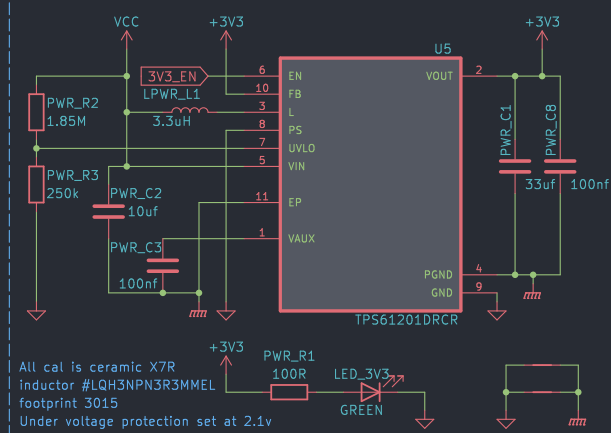 VCC
+3V3
+3V3
U5
3V3_EN
6
EN
VOUT
2
LPWR_L1
10
FB
PWR_R2
1.85M
3
L
3.3uH
8
PS
PWR_C1
PWR_C8
7
UVLO
5
VIN
PWR_R3
250k
PWR_C2
10uf
33uf
100nf
11
EP
1
VAUX
PWR_C3
100nf
PGND
4
GND
9
TPS61201DRCR
+3V3
PWR_R1
100R
LED_3V3
GREEN
All cal is ceramic X7R
inductor #LQH3NPN3R3MMEL
footprint 3015
Under voltage protection set at 2.1v